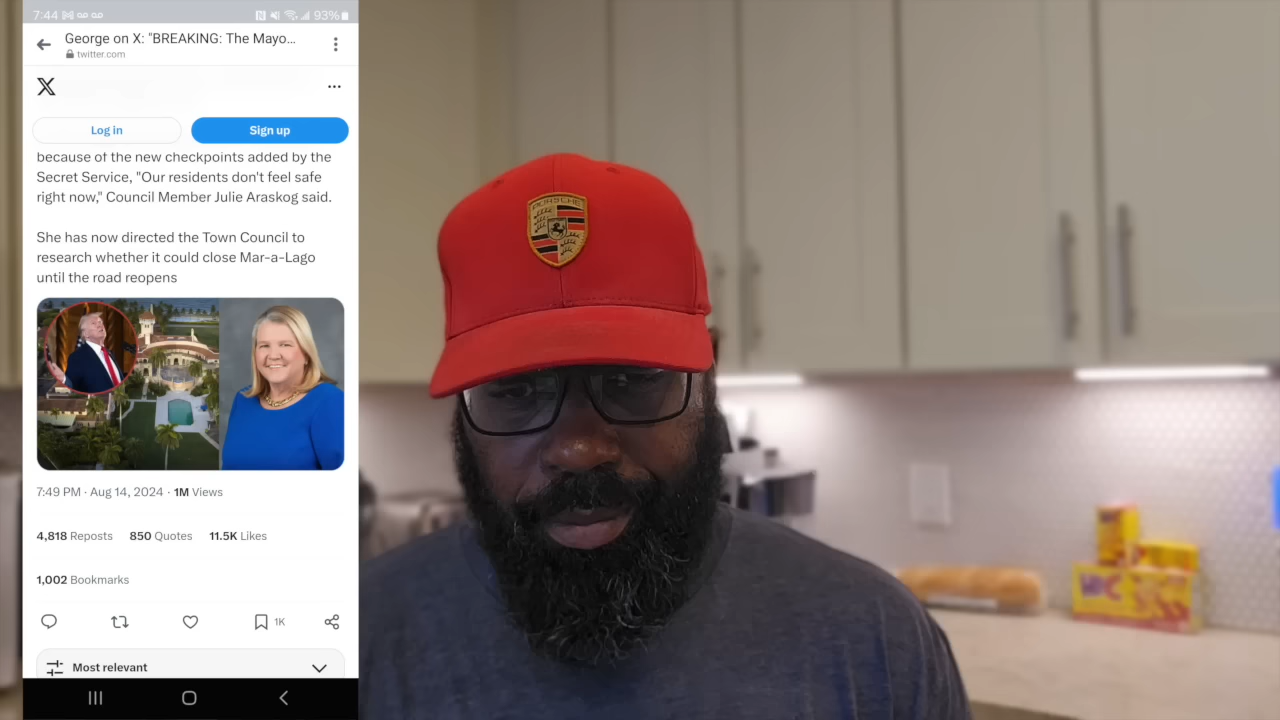 7:44
93%
George on X: "BREAKING: The Mayo...
twitter.com
X
Log in
Sign up
because of the new checkpoints added by the
Secret Service, "Our residents don't feel safe
right now," Council Member Julie Araskog said.
She has now directed the Town Council to
research whether it could close Mar-a-Lago
until the road reopens
7:49 PM · Aug 14, 2024 · 1M Views
4,818 Reposts 850 Quotes 11.5K Likes
1,002 Bookmarks
1K
Most relevant
PORSCHE